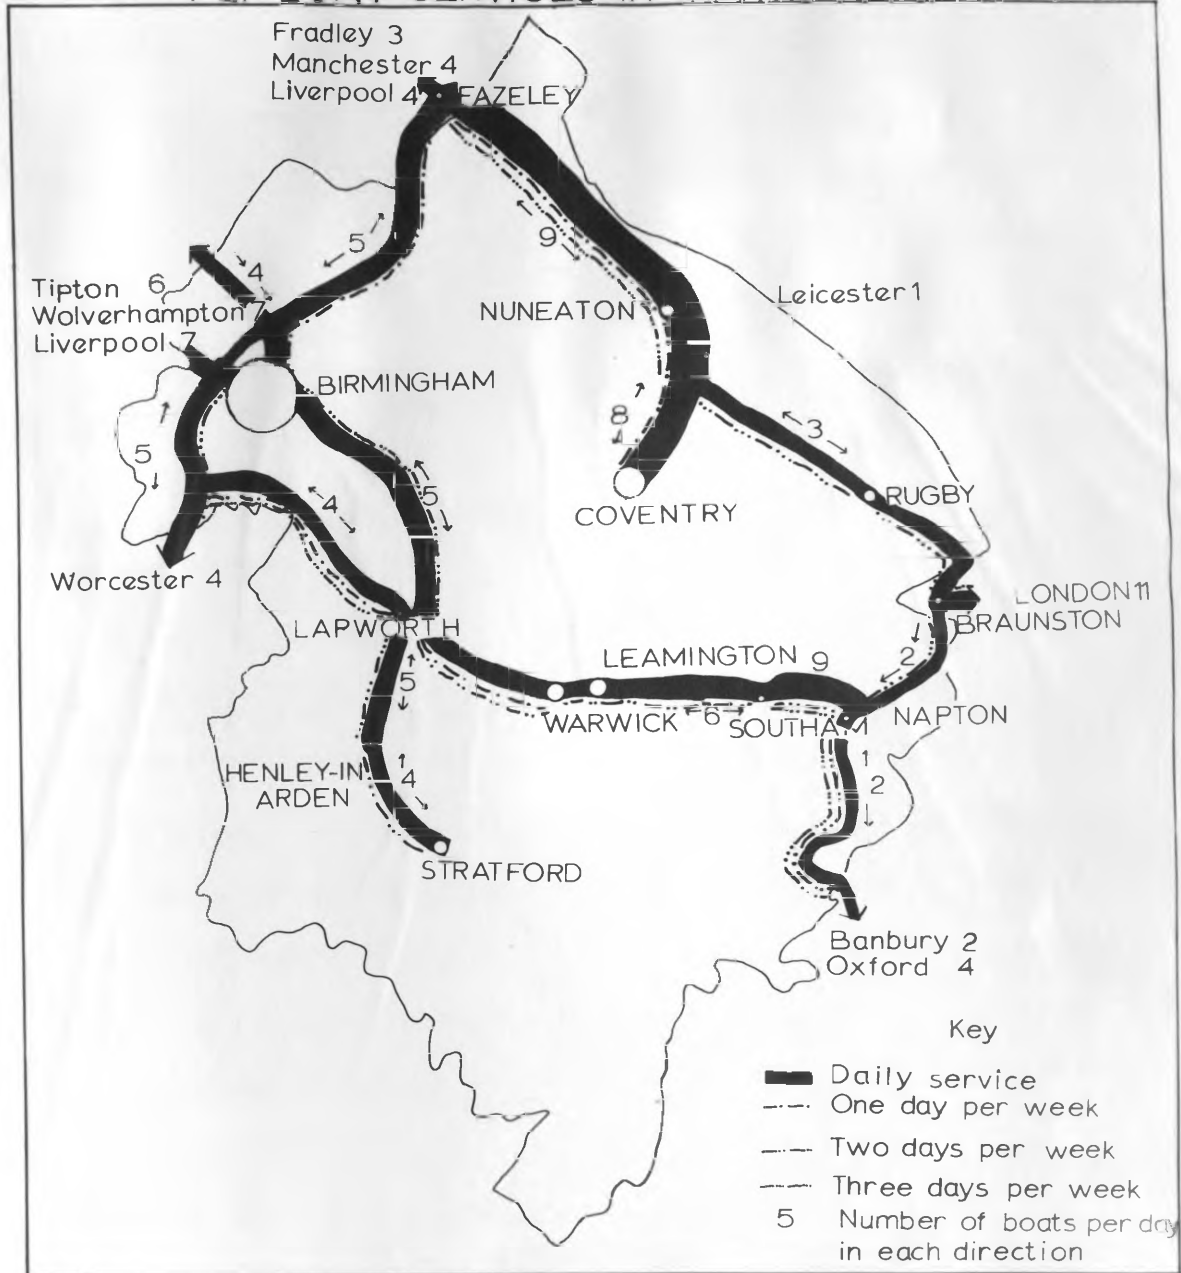 Fradley 3
Manchester 4
Liverpool 4
FAZELEY
5
9
4
Tipton 6
Wolverhampton 7
Liverpool 7
NUNEATON
Leicester 1
BIRMINGHAM
8
3
5
4
5
COVENTRY
RUGBY
Worcester 4
LONDON 11
BRAUNSTON
LAPWORTH
2
LEAMINGTON 9
5
WARWICK
6
SOUTHAM
NAPTON
HENLEY-IN
ARDEN
4
1
2
STRATFORD
Banbury 2
Oxford 4
Key
Daily service
One day per week
Two days per week
Three days per week
5 Number of boats per day
in each direction